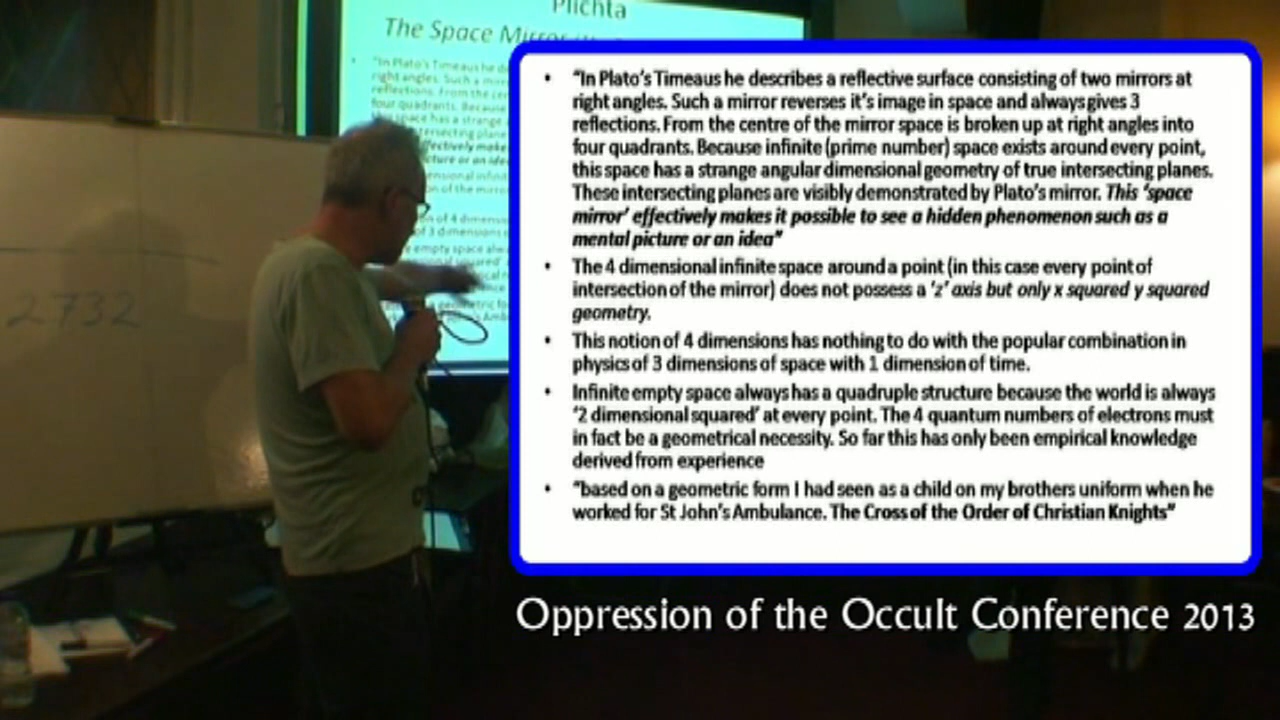 Plichta
The Space Mirror
2732
• "In Plato's Timeaus he describes a reflective surface consisting of two mirrors at
right angles. Such a mirror reverses it's image in space and always gives 3
reflections. From the centre of the mirror space is broken up at right angles into
four quadrants. Because infinite (prime number) space exists around every point,
this space has a strange angular dimensional geometry of true intersecting planes.
These intersecting planes are visibly demonstrated by Plato's mirror. This 'space
mirror' effectively makes it possible to see a hidden phenomenon such as a
mental picture or an idea"
• The 4 dimensional infinite space around a point (in this case every point of
intersection of the mirror) does not possess a 'z' axis but only x squared y squared
geometry.
• This notion of 4 dimensions has nothing to do with the popular combination in
physics of 3 dimensions of space with 1 dimension of time.
• Infinite empty space always has a quadruple structure because the world is always
'2 dimensional squared' at every point. The 4 quantum numbers of electrons must
in fact be a geometrical necessity. So far this has only been empirical knowledge
derived from experience
• "based on a geometric form I had seen as a child on my brothers uniform when he
worked for St John's Ambulance. The Cross of the Order of Christian Knights"
Oppression of the Occult Conference 2013